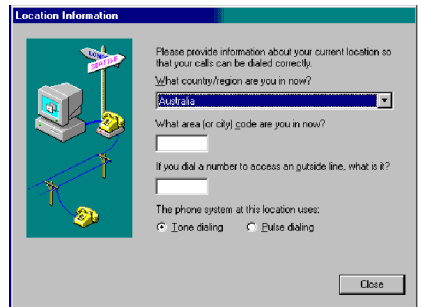 Location Information
Please provide information about your current location so
that your calls can be dialed correctly.
What country/region are you in now?
Australia
What area (or city) code are you in now?
If you dial a number to access an outside line, what is it?
The phone system at this location uses:
Tone dialing
Pulse dialing
Close